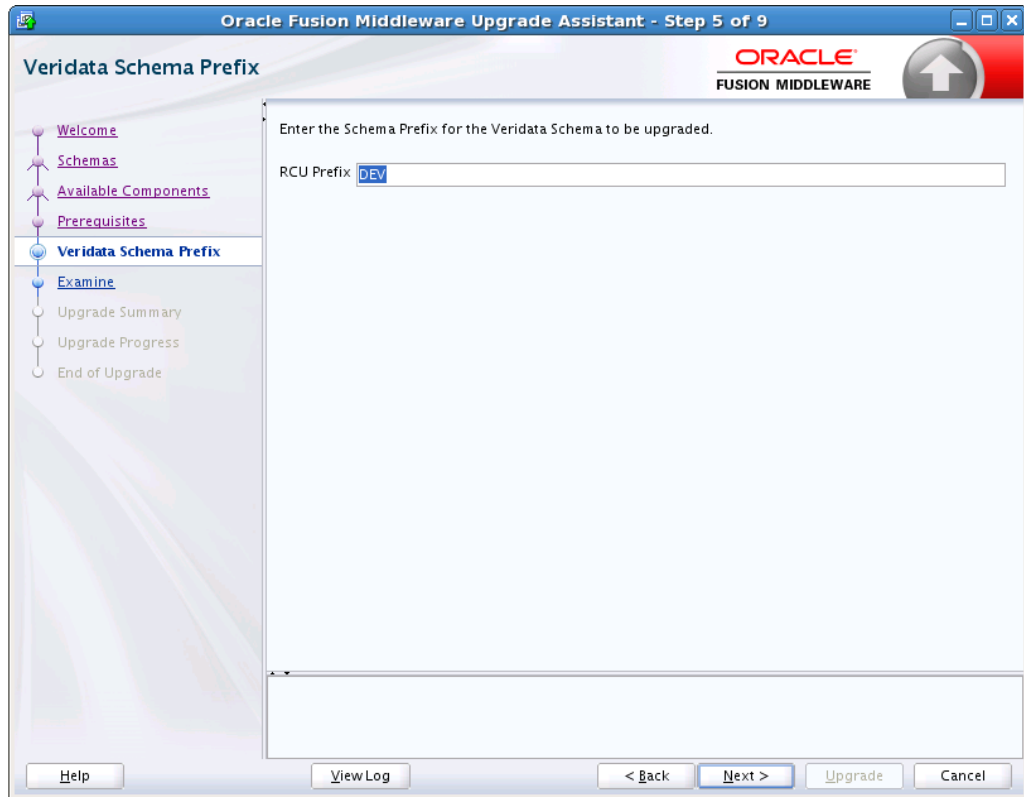 Oracle Fusion Middleware Upgrade Assistant - Step 5 of 9
Veridata Schema Prefix
ORACLE®
FUSION MIDDLEWARE
Welcome
Schemas
Available Components
Prerequisites
Veridata Schema Prefix
Examine
Upgrade Summary
Upgrade Progress
End of Upgrade
Enter the Schema Prefix for the Veridata Schema to be upgraded.
RCU Prefix DEV
Help View Log < Back Next > Upgrade Cancel